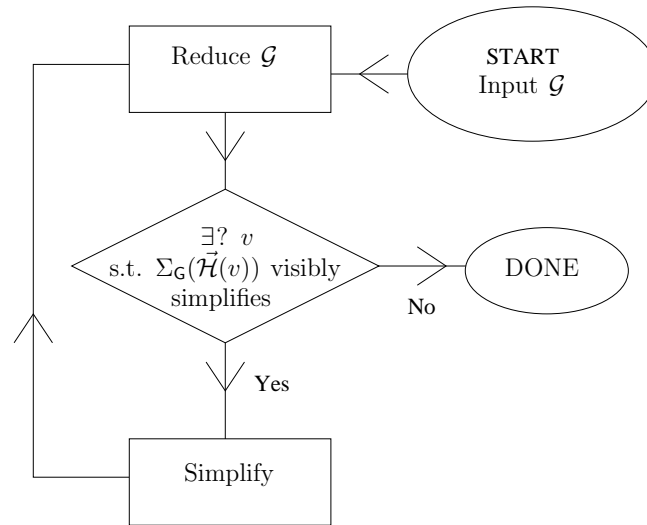 START
Input 𝒢
Reduce 𝒢
∃? v
s.t. Σ_G(ℋ⃗(v)) visibly
simplifies
No
DONE
Yes
Simplify